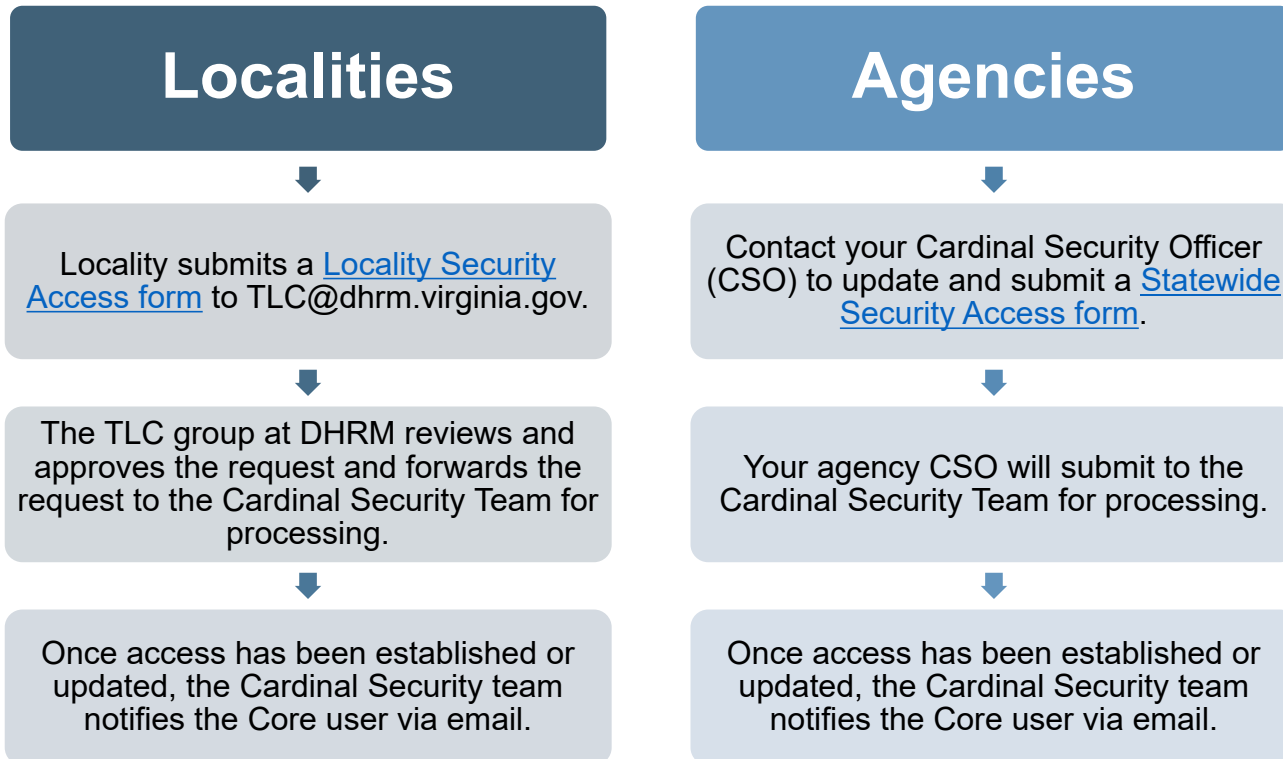 Localities
Locality submits a Locality Security
Access form to TLC@dhrm.virginia.gov.
The TLC group at DHRM reviews and
approves the request and forwards the
request to the Cardinal Security Team for
processing.
Once access has been established or
updated, the Cardinal Security team
notifies the Core user via email.
Agencies
Contact your Cardinal Security Officer
(CSO) to update and submit a Statewide
Security Access form.
Your agency CSO will submit to the
Cardinal Security Team for processing.
Once access has been established or
updated, the Cardinal Security team
notifies the Core user via email.